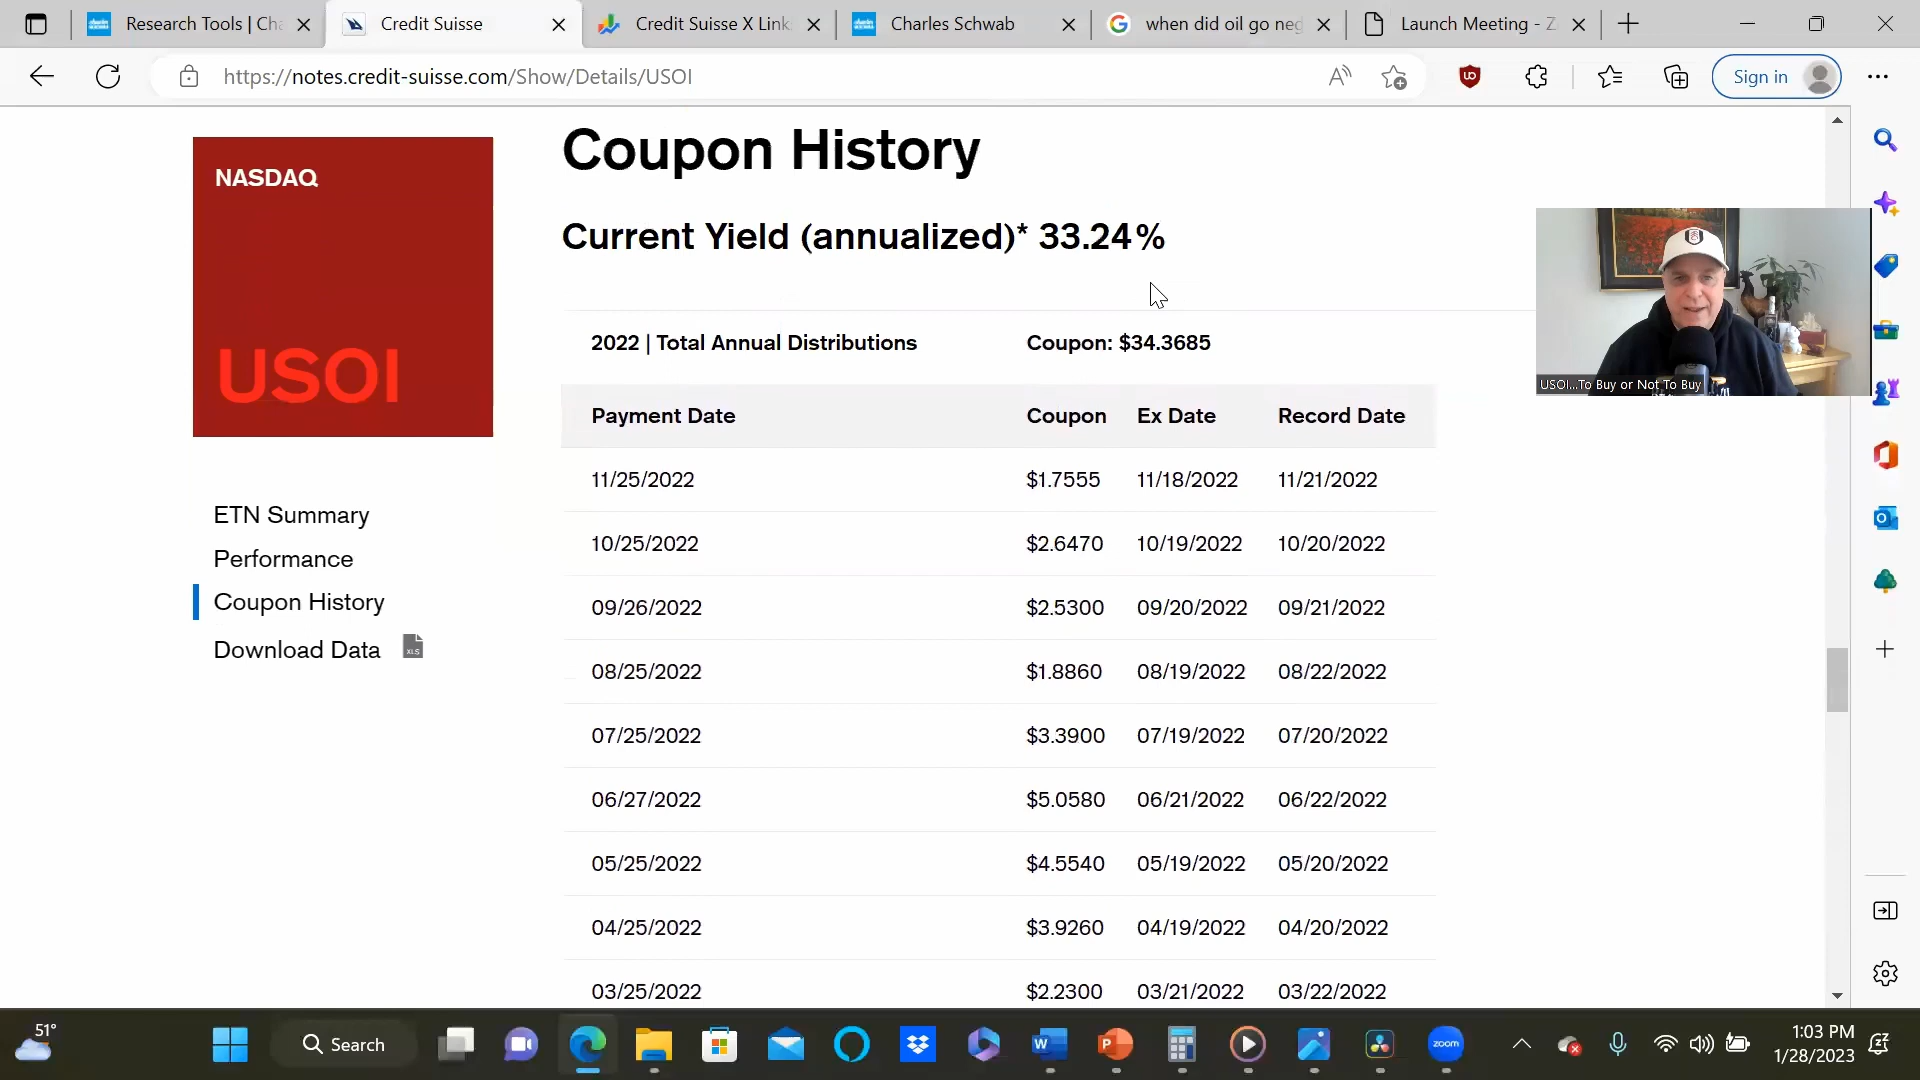 Research Tools | Cha
Credit Suisse
Credit Suisse X Link
Charles Schwab
when did oil go neg
Launch Meeting - Z
https://notes.credit-suisse.com/Show/Details/USOI
Sign in
NASDAQ
USOI
ETN Summary
Performance
Coupon History
Download Data
XLS
Coupon History
Current Yield (annualized)* 33.24%
2022 | Total Annual Distributions Coupon: $34.3685
Payment Date Coupon Ex Date Record Date
11/25/2022 $1.7555 11/18/2022 11/21/2022
10/25/2022 $2.6470 10/19/2022 10/20/2022
09/26/2022 $2.5300 09/20/2022 09/21/2022
08/25/2022 $1.8860 08/19/2022 08/22/2022
07/25/2022 $3.3900 07/19/2022 07/20/2022
06/27/2022 $5.0580 06/21/2022 06/22/2022
05/25/2022 $4.5540 05/19/2022 05/20/2022
04/25/2022 $3.9260 04/19/2022 04/20/2022
03/25/2022 $2.2300 03/21/2022 03/22/2022
USOI...To Buy or Not To Buy
51°
Search
zoom
1:03 PM
1/28/2023